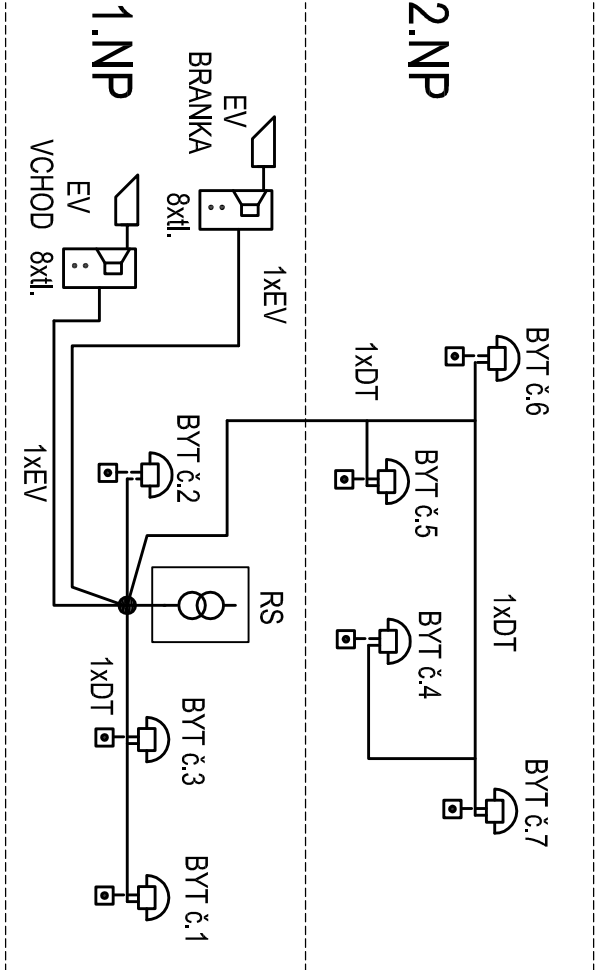 BYT č.6
BYT č.7
1xDT
2.NP
BYT č.5
BYT č.4
1xDT
1xEV
RS
EV
BRANKA
8xtl.
BYT č.2
BYT č.3
BYT č.1
1.NP
1xDT
EV
VCHOD
8xtl.
1xEV